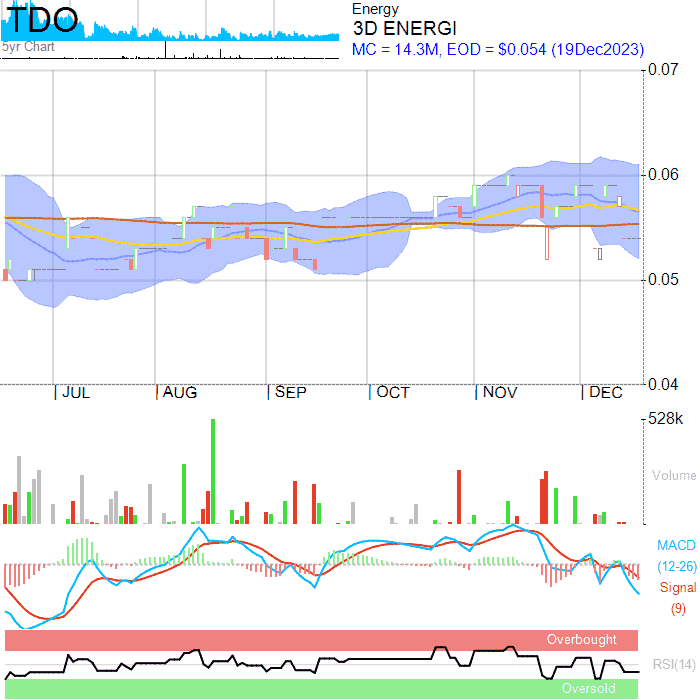 TDO
5yr Chart
Energy
3D ENERGI
MC = 14.3M, EOD = $0.054 (19Dec2023)
0.07
0.06
0.05
0.04
JUL AUG SEP OCT NOV DEC
528k
Volume
MACD
(12-26)
Signal
(9)
Overbought
RSI(14)
Oversold